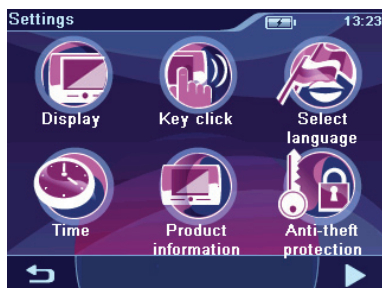 Settings
13:23
Display
Key click
Select
language
Time
Product
information
Anti-theft
protection